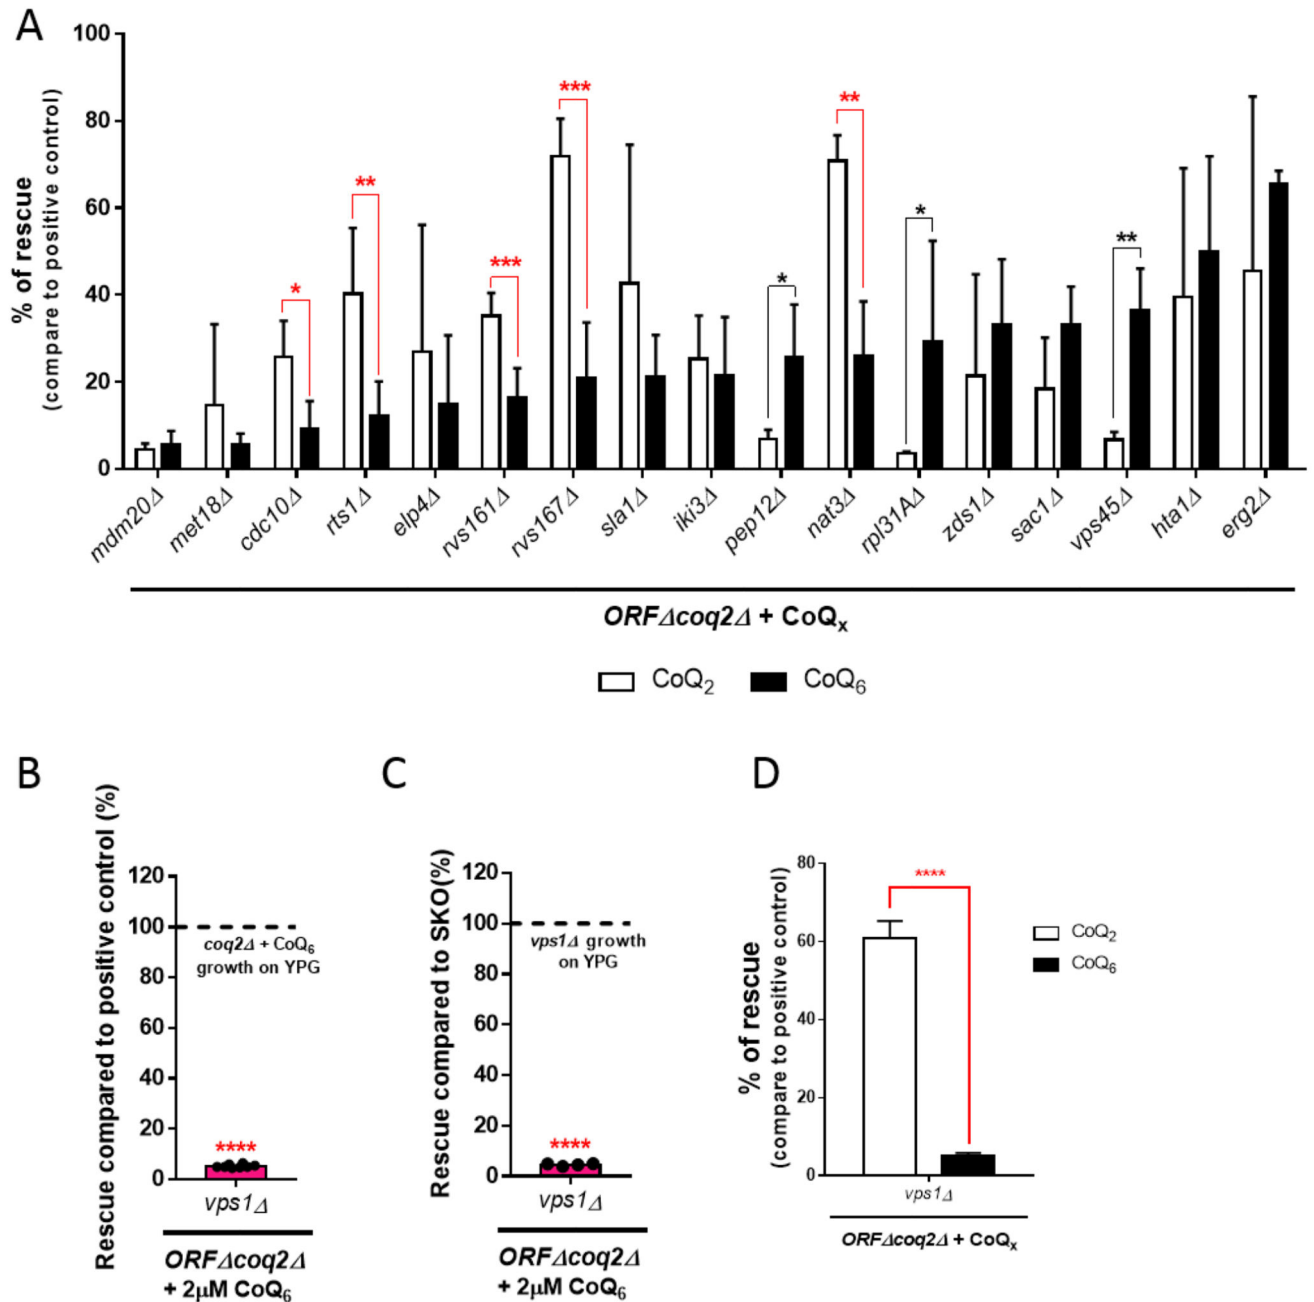 A
% of rescue
(compare to positive control)
100
80
60
40
20
0
*
**
***
***
*
**
*
**
mdm20Δ
met18Δ
cdc10Δ
rts1Δ
elp4Δ
rvs161Δ
rvs167Δ
sla1Δ
iki3Δ
pep12Δ
nat3Δ
rpl31AΔ
zds1Δ
sac1Δ
vps45Δ
hta1Δ
erg2Δ
ORFΔcoq2Δ + CoQx
CoQ2
CoQ6
B
Rescue compared to positive control (%)
120
100
80
60
40
20
0
coq2Δ + CoQ6
growth on YPG
****
vps1Δ
ORFΔcoq2Δ
+ 2µM CoQ6
C
Rescue compared to SKO(%)
120
100
80
60
40
20
0
vps1Δ growth
on YPG
****
vps1Δ
ORFΔcoq2Δ
+ 2µM CoQ6
D
% of rescue
(compare to positive control)
80
60
40
20
0
****
vps1Δ
ORFΔcoq2Δ + CoQx
CoQ2
CoQ6